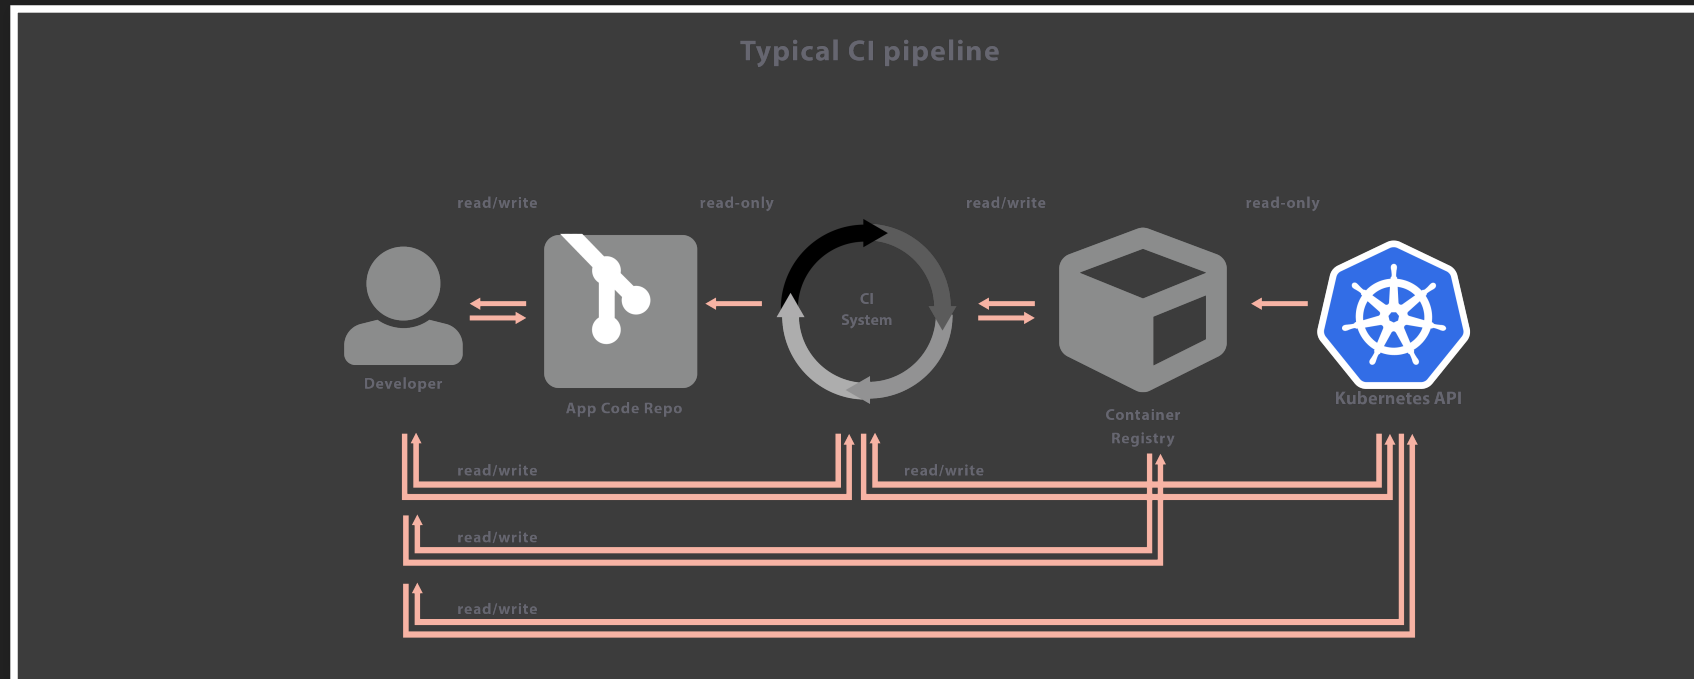 Typical CI pipeline
read/write
read-only
read/write
read-only
CI
System
Developer
App Code Repo
Container
Registry
Kubernetes API
read/write
read/write
read/write
read/write